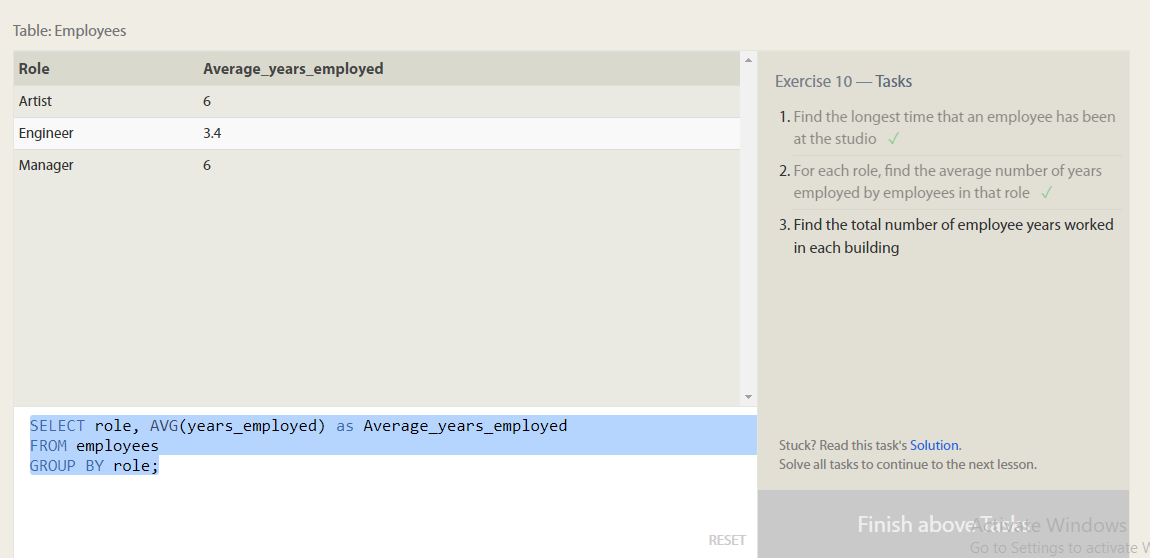 Table: Employees
Role Average_years_employed
Artist 6
Engineer 3.4
Manager 6
SELECT role, AVG(years_employed) as Average_years_employed
FROM employees
GROUP BY role;
RESET
Exercise 10 — Tasks
1. Find the longest time that an employee has been
at the studio ✓
2. For each role, find the average number of years
employed by employees in that role ✓
3. Find the total number of employee years worked
in each building
Stuck? Read this task's Solution.
Solve all tasks to continue to the next lesson.
Finish above Tasks
Activate Windows
Go to Settings to activate W